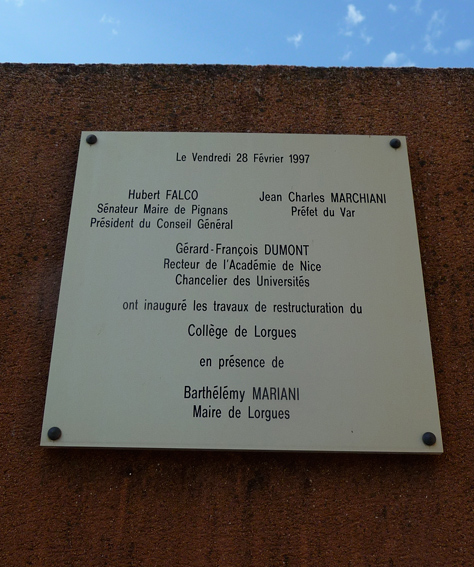 Le Vendredi 28 Février 1997
Hubert FALCO
Sénateur Maire de Pignans
Président du Conseil Général
Jean Charles MARCHIANI
Préfet du Var
Gérard-François DUMONT
Recteur de l'Académie de Nice
Chancelier des Universités
ont inauguré les travaux de restructuration du
Collège de Lorgues
en présence de
Barthélémy MARIANI
Maire de Lorgues